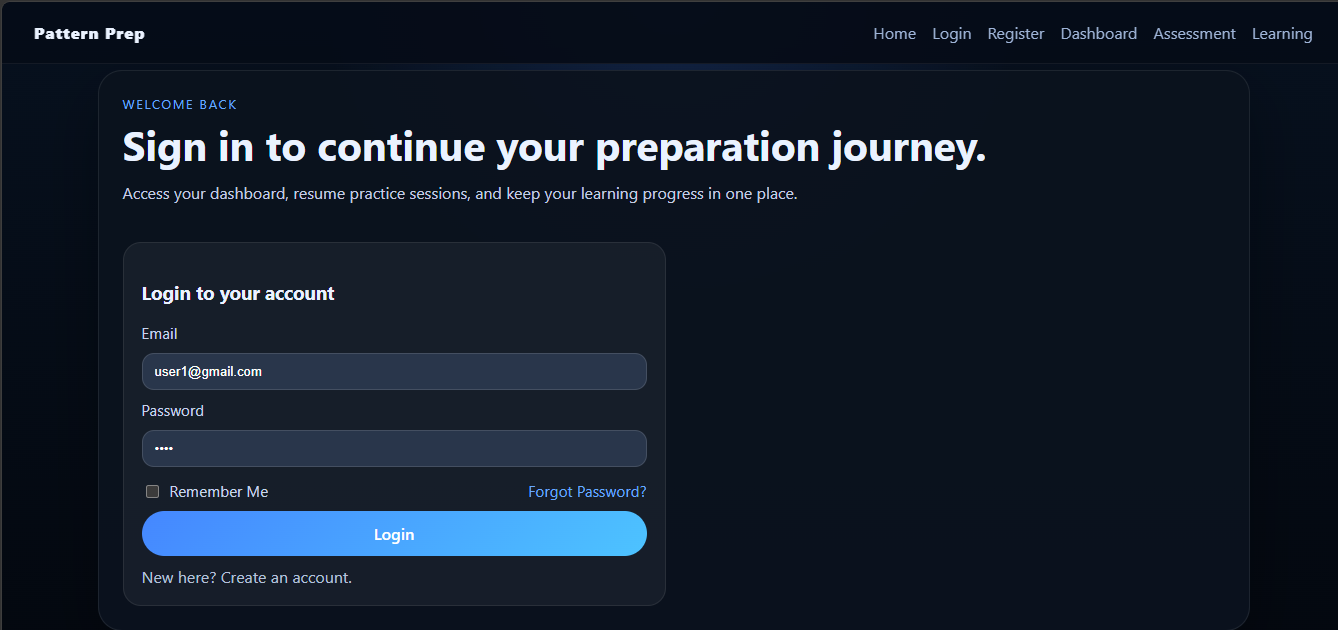 Pattern Prep
Home Login Register Dashboard Assessment Learning
WELCOME BACK
Sign in to continue your preparation journey.
Access your dashboard, resume practice sessions, and keep your learning progress in one place.
Login to your account
Email
user1@gmail.com
Password
••••
Remember Me
Forgot Password?
Login
New here? Create an account.